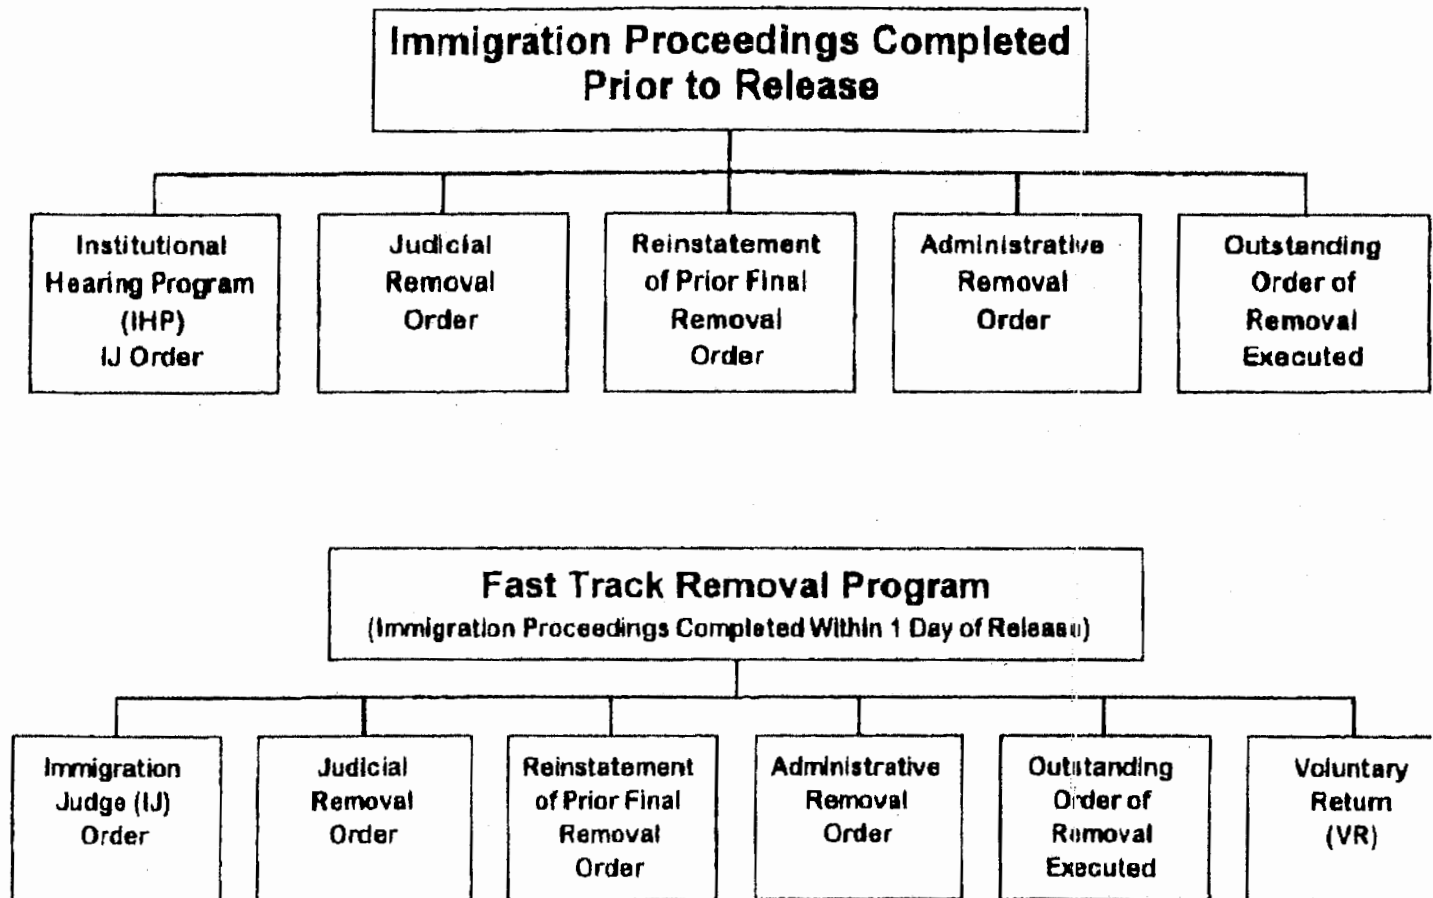 Immigration Proceedings Completed
Prior to Release
Institutional
Hearing Program
(IHP)
IJ Order
Judicial
Removal
Order
Reinstatement
of Prior Final
Removal
Order
Administrative
Removal
Order
Outstanding
Order of
Removal
Executed
Fast Track Removal Program
(Immigration Proceedings Completed Within 1 Day of Release)
Immigration
Judge (IJ)
Order
Judicial
Removal
Order
Reinstatement
of Prior Final
Removal
Order
Administrative
Removal
Order
Outstanding
Order of
Removal
Executed
Voluntary
Return
(VR)